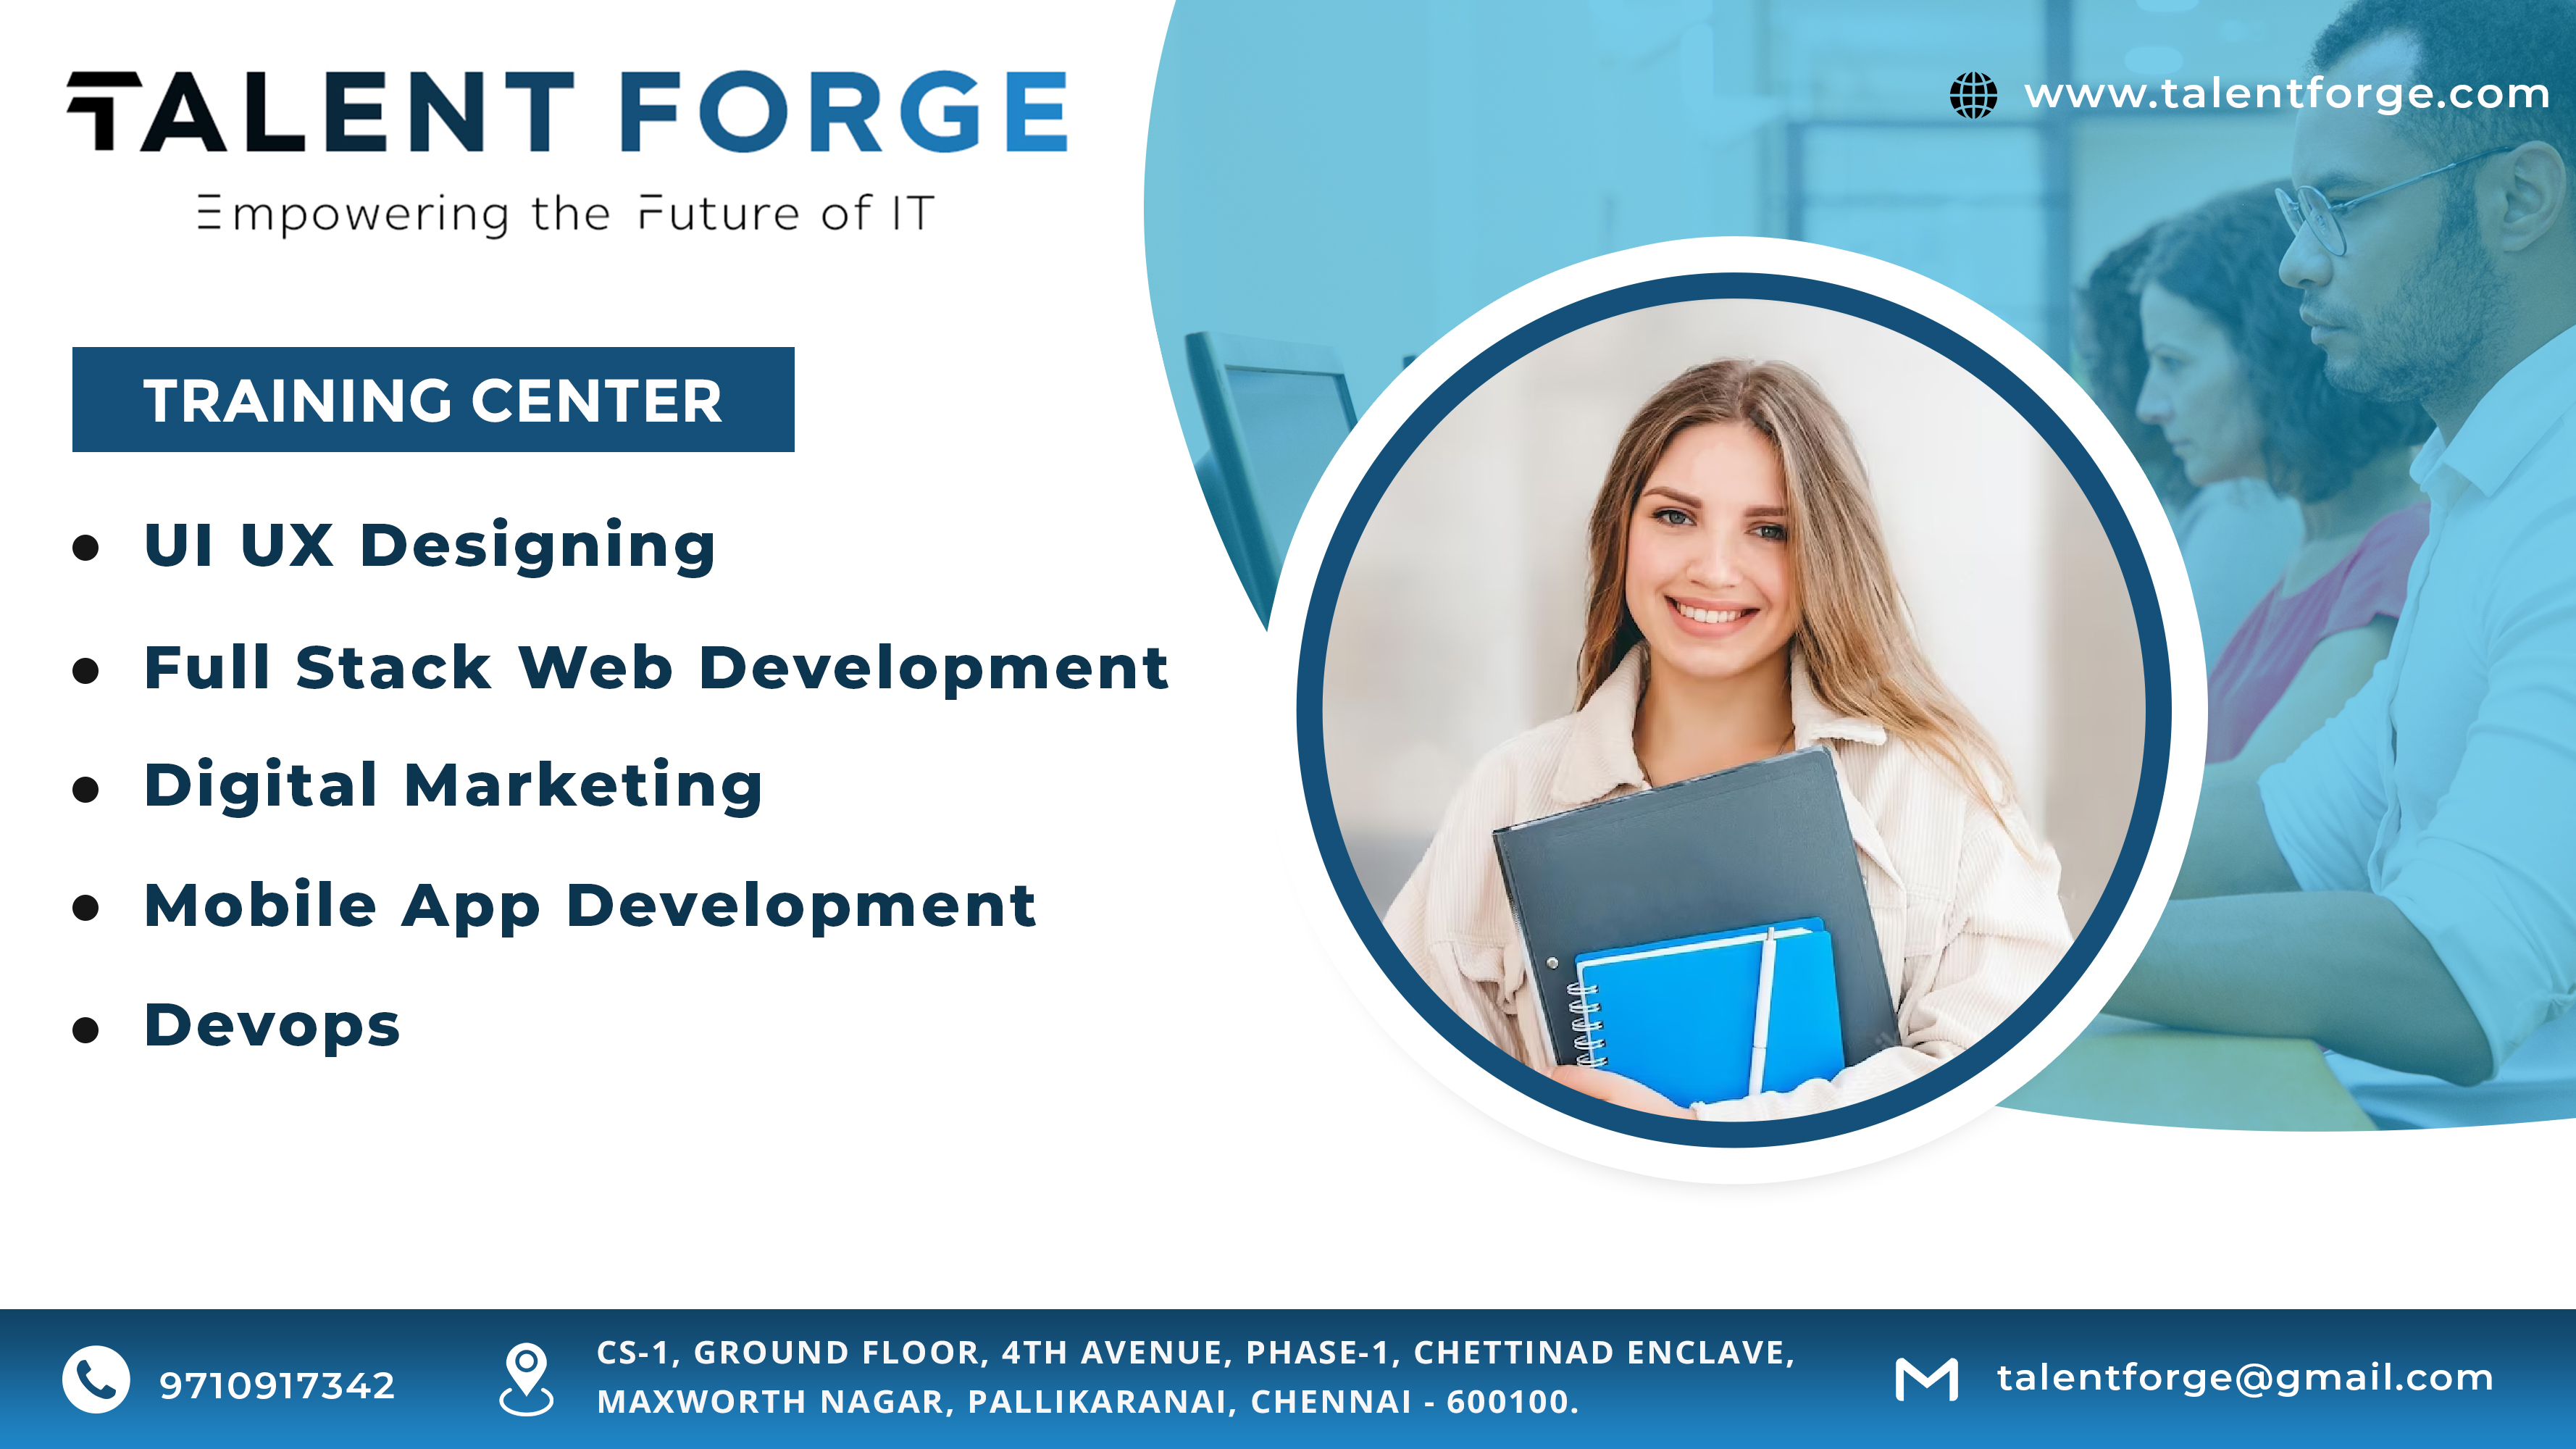 TALENT FORGE
Empowering the Future of IT
www.talentforge.com
TRAINING CENTER
UI UX Designing
Full Stack Web Development
Digital Marketing
Mobile App Development
Devops
9710917342
CS-1, GROUND FLOOR, 4TH AVENUE, PHASE-1, CHETTINAD ENCLAVE,
MAXWORTH NAGAR, PALLIKARANAI, CHENNAI - 600100.
talentforge@gmail.com